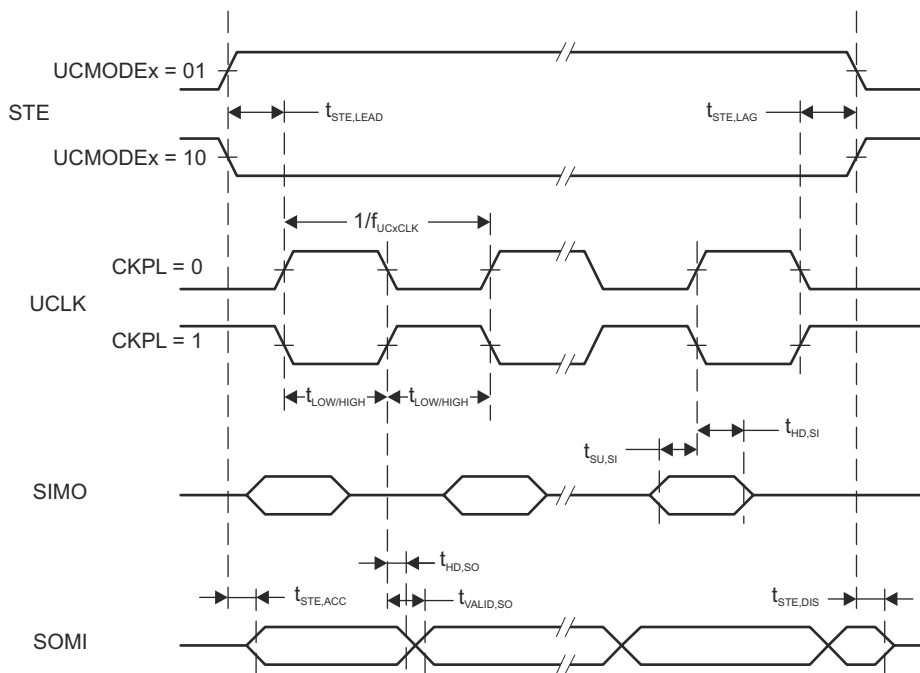 UCMODEx = 01
STE
tSTE,LEAD
tSTE,LAG
UCMODEx = 10
1/fUCxCLK
CKPL = 0
UCLK
CKPL = 1
tLOW/HIGH
tLOW/HIGH
tHD,SI
tSU,SI
SIMO
tHD,SO
tSTE,ACC
tVALID,SO
tSTE,DIS
SOMI